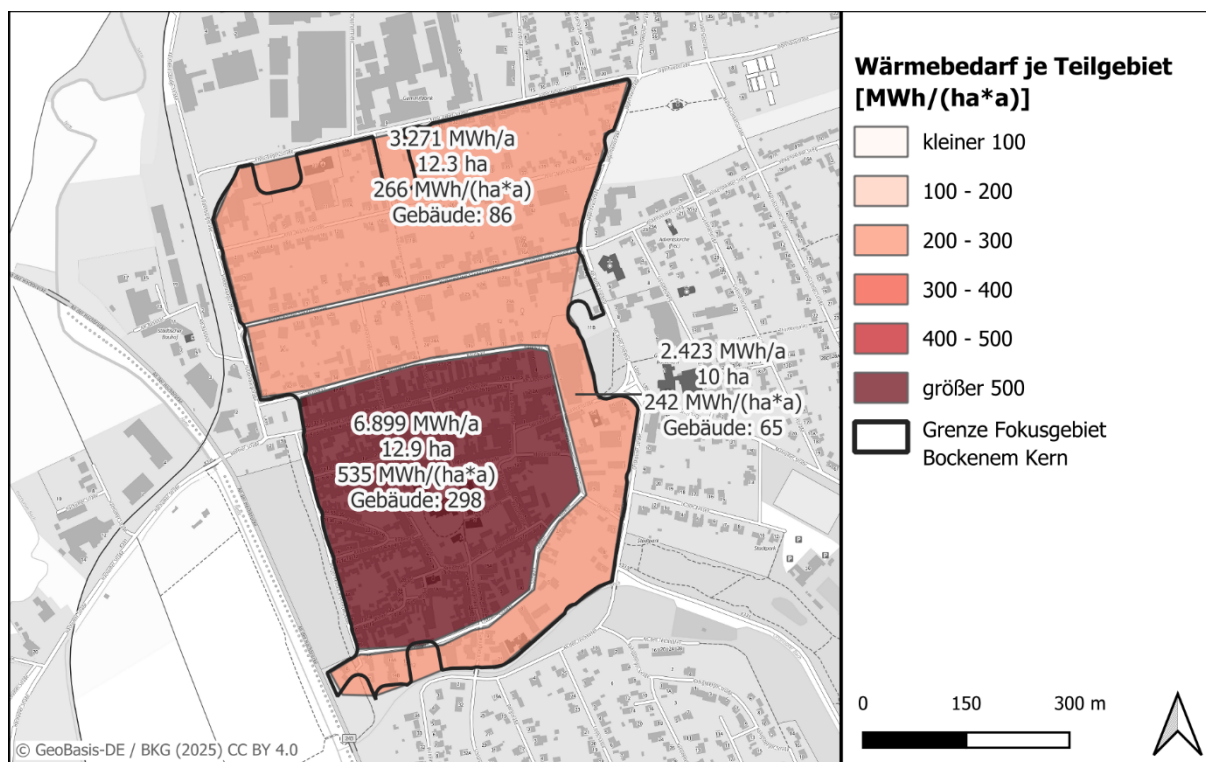 3.271 MWh/a
12.3 ha
266 MWh/(ha*a)
Gebäude: 86
2.423 MWh/a
10 ha
242 MWh/(ha*a)
Gebäude: 65
6.899 MWh/a
12.9 ha
535 MWh/(ha*a)
Gebäude: 298
© GeoBasis-DE / BKG (2025) CC BY 4.0
Wärmebedarf je Teilgebiet
[MWh/(ha*a)]
kleiner 100
100 - 200
200 - 300
300 - 400
400 - 500
größer 500
Grenze Fokusgebiet
Bockenem Kern
0 150 300 m